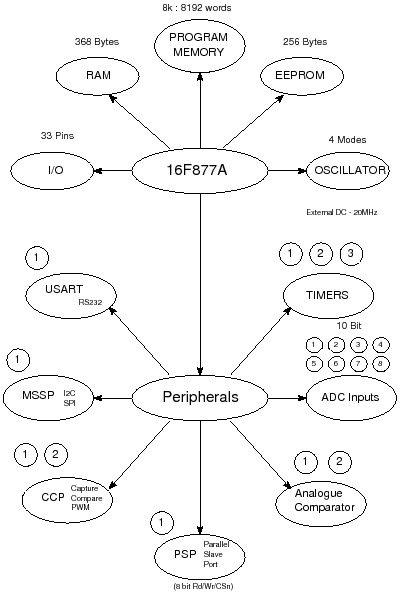 8k : 8192 words
368 Bytes
PROGRAM
MEMORY
256 Bytes
RAM
EEPROM
33 Pins
4 Modes
I/O
16F877A
OSCILLATOR
External DC - 20MHz
1
1 2 3
USART
RS232
TIMERS
10 Bit
1 2 3 4
5 6 7 8
1
MSSP
I2C
SPI
Peripherals
ADC Inputs
1 2
CCP
Capture
Compare
PWM
1 2
Analogue
Comparator
1
PSP
Parallel
Slave
Port
(8 bit Rd/Wr/CSn)